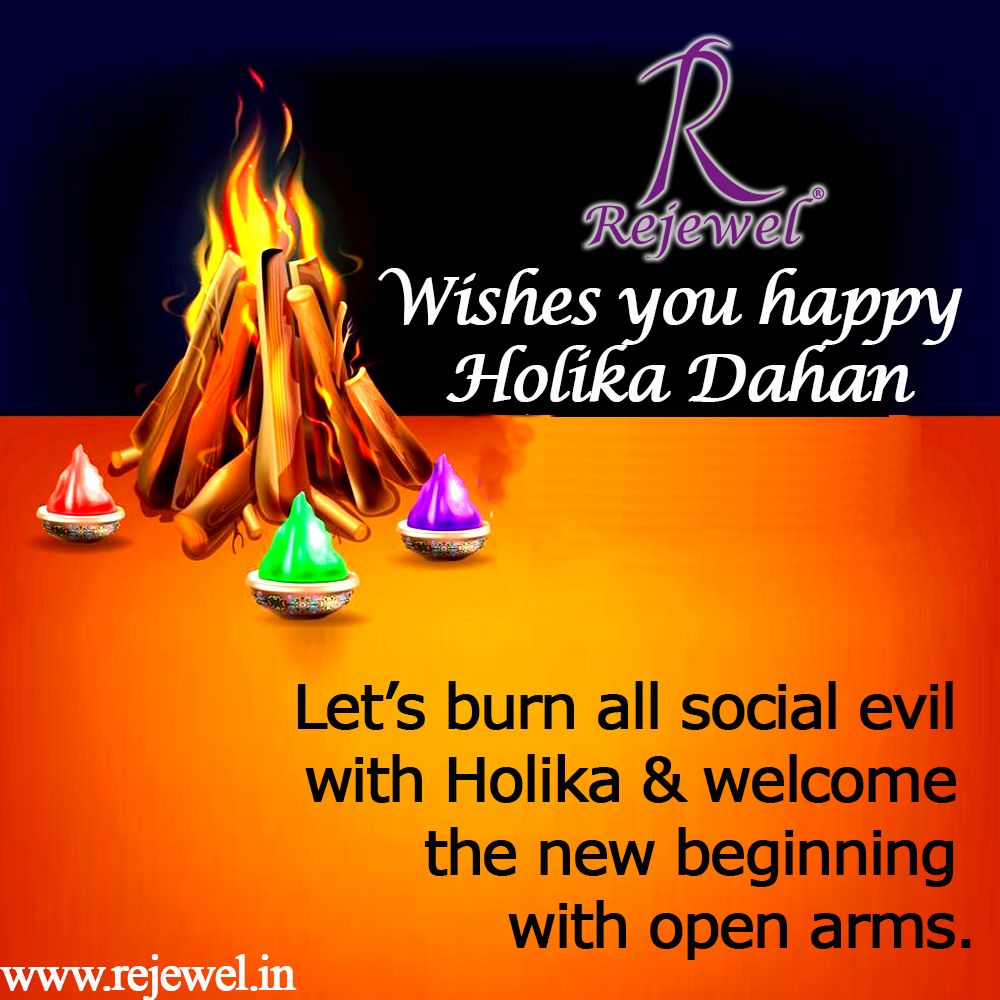 R
Rejewel®
Wishes you happy
Holika Dahan
Let's burn all social evil
with Holika & welcome
the new beginning
with open arms.
www.rejewel.in